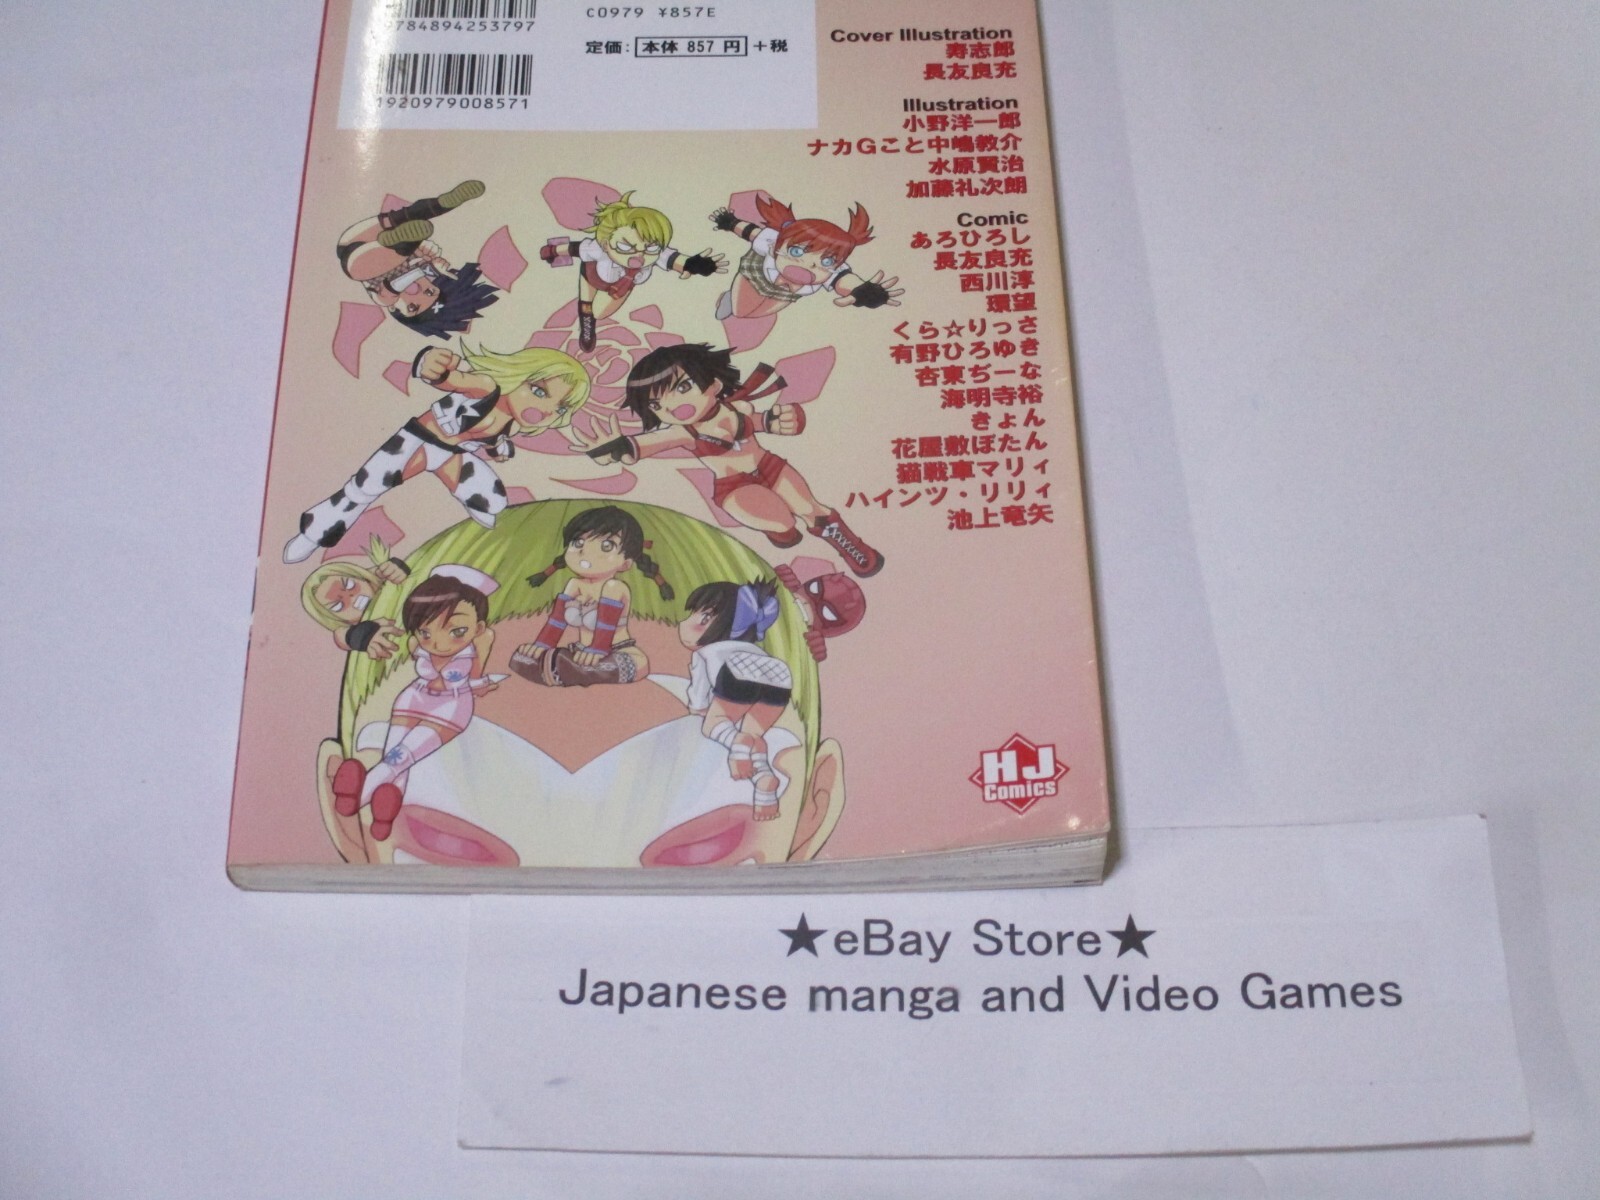 9784894253797
C0979 ¥857E
定価:本体 857 円+税
1920979008571
Cover Illustration
寿志郎
長友良充
Illustration
小野洋一郎
ナカGこと中嶋教介
水原賢治
加藤礼次朗
Comic
あろひろし
長友良充
西川淳
環望
くら☆りっさ
有野ひろゆき
杏東ぢーな
海明寺裕
きょん
花屋敷ぼたん
猫戦車マリィ
ハインツ・リリィ
池上竜矢
HJ
Comics
★eBay Store★
Japanese manga and Video Games